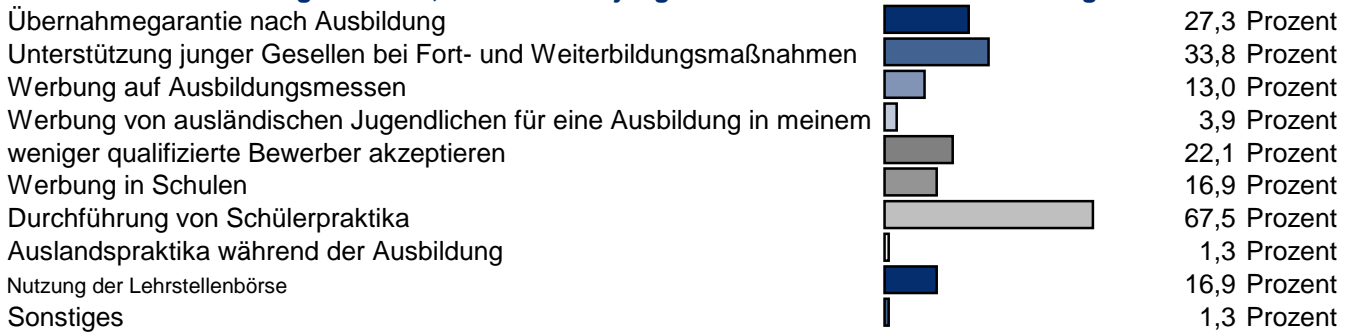 Übernahmegarantie nach Ausbildung 27,3 Prozent
Unterstützung junger Gesellen bei Fort- und Weiterbildungsmaßnahmen 33,8 Prozent
Werbung auf Ausbildungsmessen 13,0 Prozent
Werbung von ausländischen Jugendlichen für eine Ausbildung in meinem 3,9 Prozent
weniger qualifizierte Bewerber akzeptieren 22,1 Prozent
Werbung in Schulen 16,9 Prozent
Durchführung von Schülerpraktika 67,5 Prozent
Auslandspraktika während der Ausbildung 1,3 Prozent
Nutzung der Lehrstellenbörse 16,9 Prozent
Sonstiges 1,3 Prozent